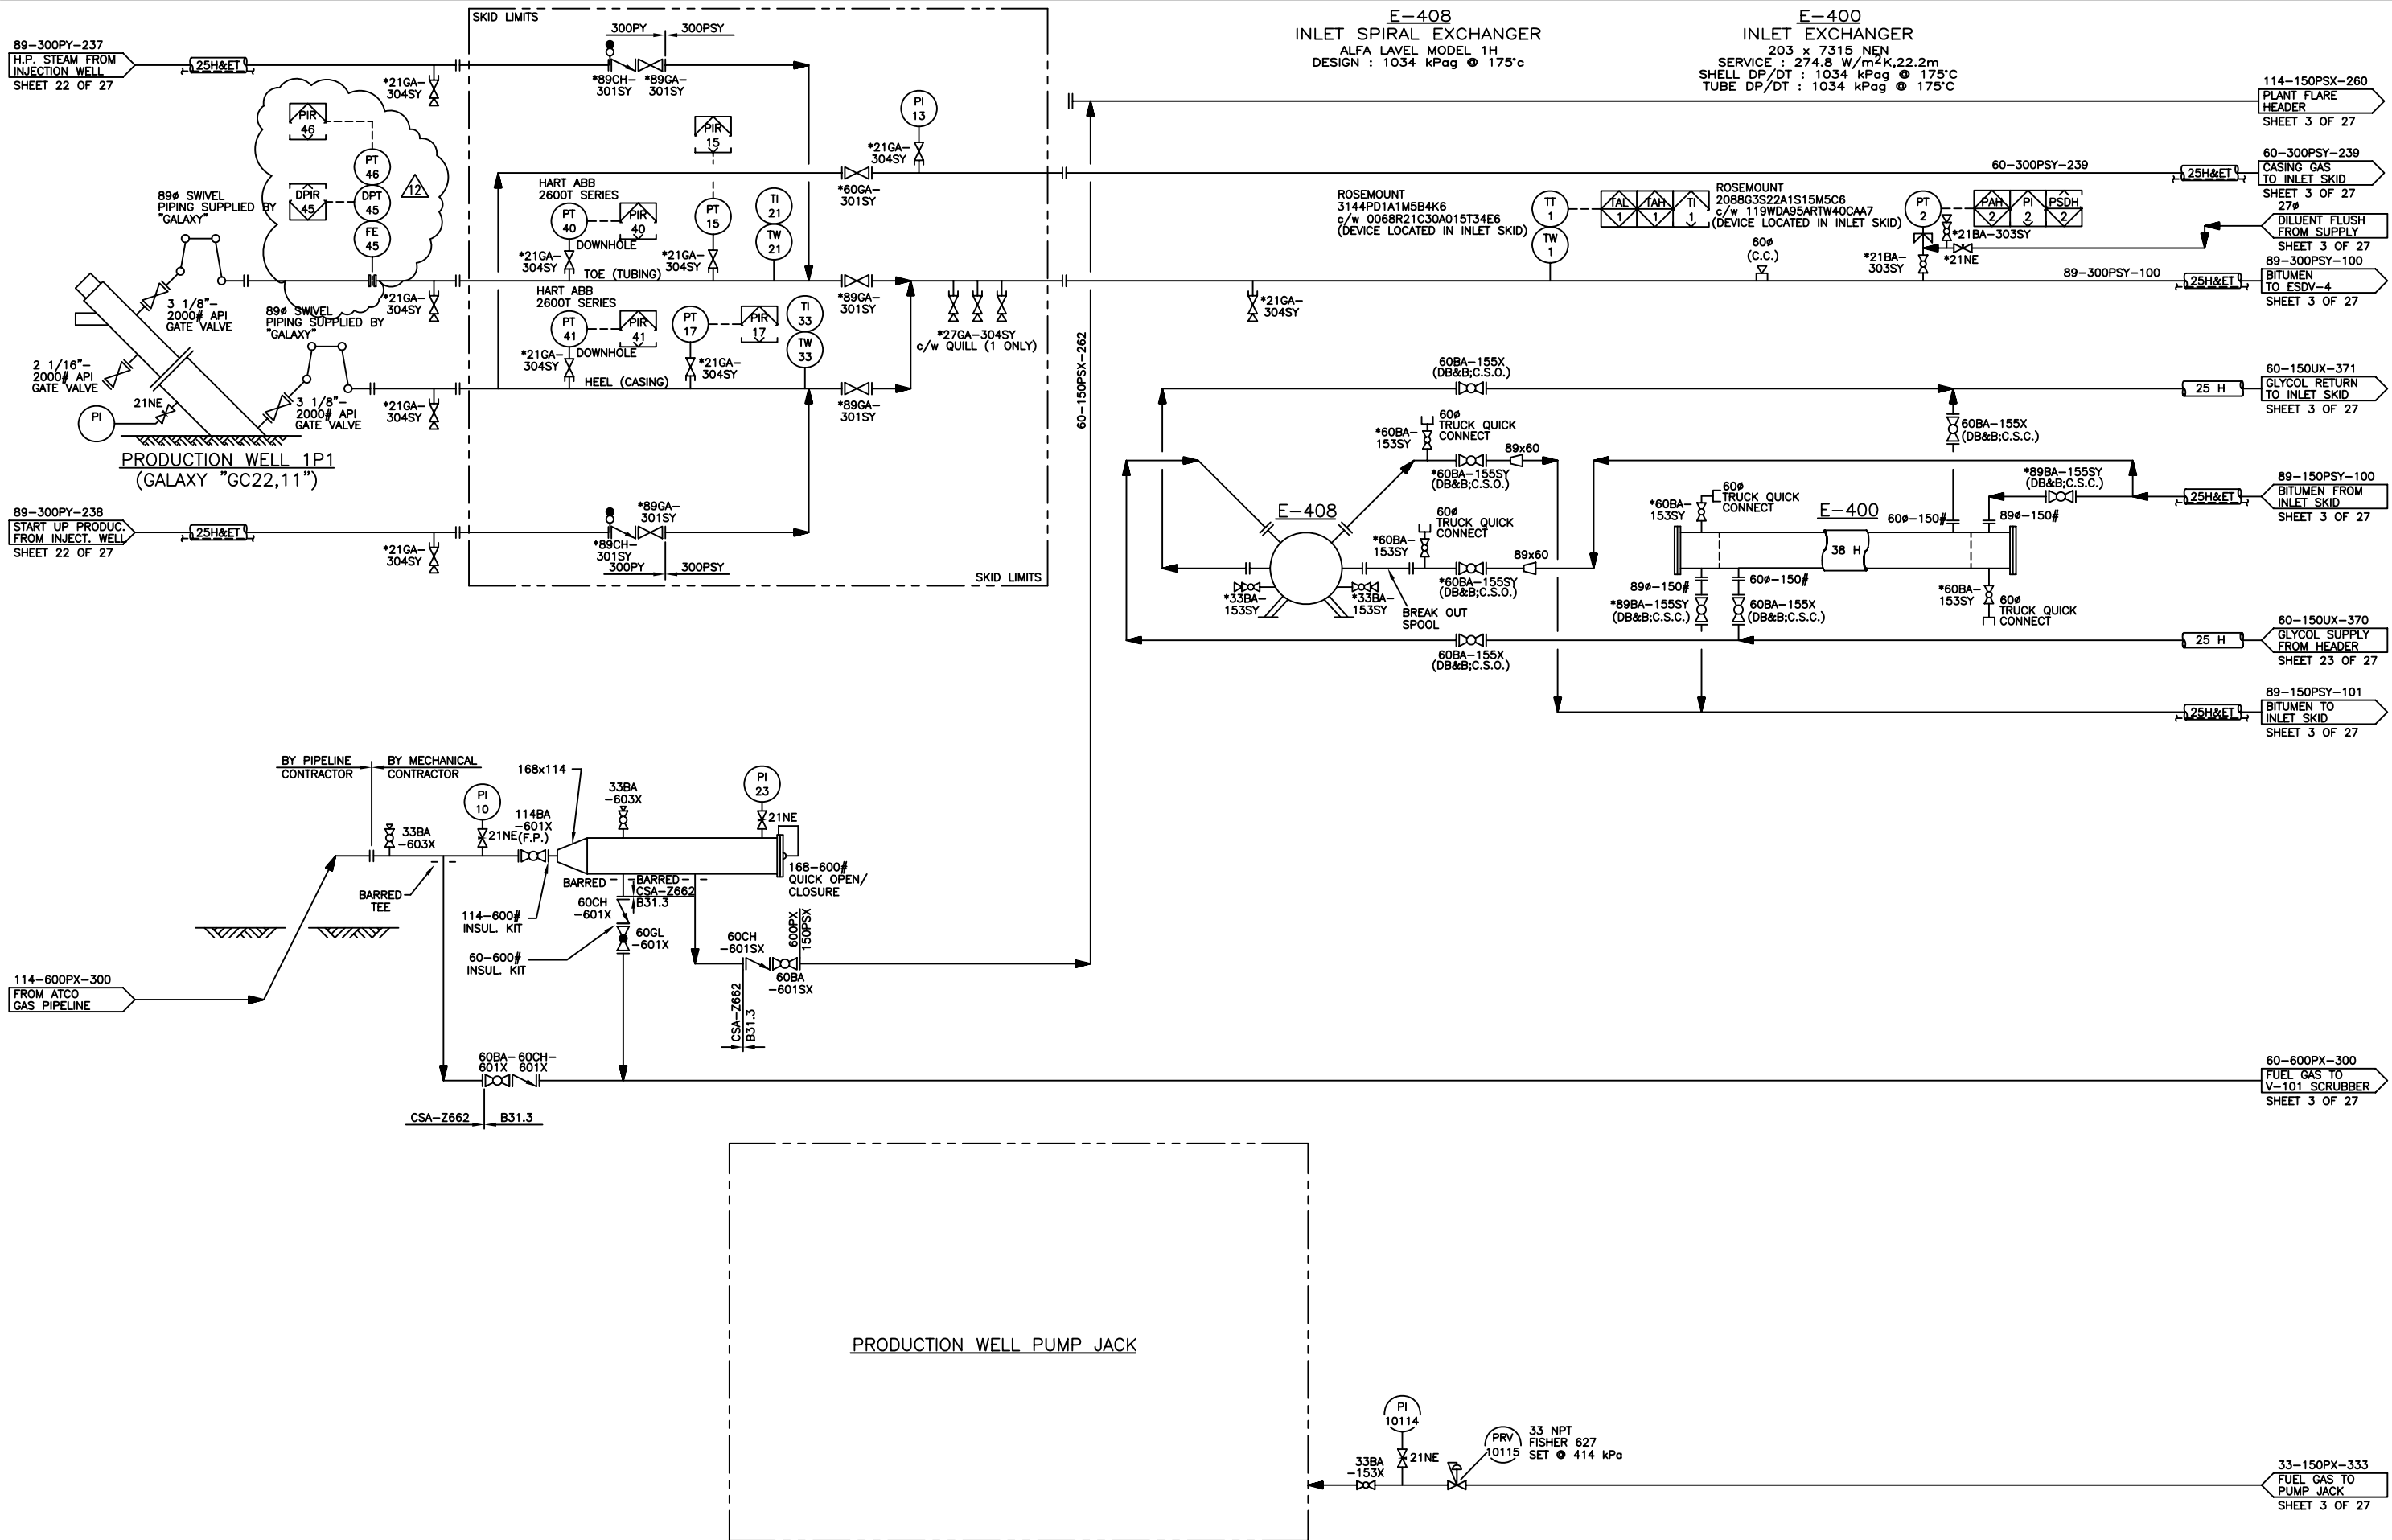 SKID LIMITS
E-408
INLET SPIRAL EXCHANGER
ALFA LAVEL MODEL 1H
DESIGN : 1034 kPag @ 175°c
E-400
INLET EXCHANGER
203 x 7315 NEN
SERVICE : 274.8 W/m²K,22.2m
SHELL DP/DT : 1034 kPag @ 175°C
TUBE DP/DT : 1034 kPag @ 175°C
89-300PY-237
H.P. STEAM FROM
INJECTION WELL
SHEET 22 OF 27
25H&ET
*21GA-
304SY
300PY
300PSY
*89CH-
301SY
*89GA-
301SY
PIR
46
PT
46
DPIR
45
DPT
45
FE
45
12
89ø SWIVEL
PIPING SUPPLIED BY
"GALAXY"
3 1/8"-
2000# API
GATE VALVE
89ø SWIVEL
PIPING SUPPLIED BY
"GALAXY"
2 1/16"-
2000# API
GATE VALVE
21NE
PI
3 1/8"-
2000# API
GATE VALVE
PRODUCTION WELL 1P1
(GALAXY "GC22,11")
*21GA-
304SY
*21GA-
304SY
89-300PY-238
START UP PRODUC.
FROM INJECT. WELL
SHEET 22 OF 27
25H&ET
*21GA-
304SY
HART ABB
2600T SERIES
PT
40
PIR
40
DOWNHOLE
*21GA-
304SY
TOE (TUBING)
PIR
15
PT
15
*21GA-
304SY
TI
21
TW
21
PI
13
*21GA-
304SY
*60GA-
301SY
*89GA-
301SY
HART ABB
2600T SERIES
PT
41
PIR
41
DOWNHOLE
*21GA-
304SY
HEEL (CASING)
PT
17
PIR
17
*21GA-
304SY
TI
33
TW
33
*89GA-
301SY
*27GA-304SY
c/w QUILL (1 ONLY)
*89GA-
301SY
*89CH-
301SY
300PY
300PSY
SKID LIMITS
60-150PSX-262
114-150PSX-260
PLANT FLARE
HEADER
SHEET 3 OF 27
60-300PSY-239
25H&ET
60-300PSY-239
CASING GAS
TO INLET SKID
SHEET 3 OF 27
ROSEMOUNT
3144PD1A1M5B4K6
c/w 0068R21C30A015T34E6
(DEVICE LOCATED IN INLET SKID)
TT
1
TW
1
TAL
1
TAH
1
TI
1
ROSEMOUNT
2088G3S22A1S15M5C6
c/w 119WDA95ARTW40CAA7
(DEVICE LOCATED IN INLET SKID)
60ø
(C.C.)
PT
2
PAH
2
PI
2
PSDH
2
*21BA-303SY
*21NE
*21BA-
303SY
27ø
DILUENT FLUSH
FROM SUPPLY
SHEET 3 OF 27
*21GA-
304SY
89-300PSY-100
25H&ET
89-300PSY-100
BITUMEN
TO ESDV-4
SHEET 3 OF 27
60BA-155X
(DB&B;C.S.O.)
25 H
60-150UX-371
GLYCOL RETURN
TO INLET SKID
SHEET 3 OF 27
60BA-155X
(DB&B;C.S.C.)
60ø
TRUCK QUICK
CONNECT
*60BA-
153SY
*60BA-155SY
(DB&B;C.S.O.)
89x60
E-408
60ø
TRUCK QUICK
CONNECT
*60BA-
153SY
*60BA-155SY
(DB&B;C.S.O.)
89x60
*33BA-
153SY
*33BA-
153SY
BREAK OUT
SPOOL
60BA-155X
(DB&B;C.S.O.)
*60BA-
153SY
60ø
TRUCK QUICK
CONNECT
E-400
60ø-150#
89ø-150#
*89BA-155SY
(DB&B;C.S.C.)
38 H
89ø-150#
*89BA-155SY
(DB&B;C.S.C.)
60ø-150#
60BA-155X
(DB&B;C.S.C.)
*60BA-
153SY
60ø
TRUCK QUICK
CONNECT
25H&ET
89-150PSY-100
BITUMEN FROM
INLET SKID
SHEET 3 OF 27
25 H
60-150UX-370
GLYCOL SUPPLY
FROM HEADER
SHEET 23 OF 27
25H&ET
89-150PSY-101
BITUMEN TO
INLET SKID
SHEET 3 OF 27
BY PIPELINE
CONTRACTOR
BY MECHANICAL
CONTRACTOR
33BA
-603X
PI
10
21NE
114BA
-601X
(F.P.)
168x114
33BA
-603X
PI
23
21NE
168-600#
QUICK OPEN/
CLOSURE
BARRED
TEE
114-600#
INSUL. KIT
BARRED
BARRED
CSA-Z662
B31.3
60CH
-601X
60GL
-601X
60-600#
INSUL. KIT
60CH
-601SX
60BA
-601SX
600PX
150PSX
CSA-Z662
B31.3
114-600PX-300
FROM ATCO
GAS PIPELINE
60BA-
601X
60CH-
601X
CSA-Z662
B31.3
60-600PX-300
FUEL GAS TO
V-101 SCRUBBER
SHEET 3 OF 27
PRODUCTION WELL PUMP JACK
PI
10114
21NE
33BA
-153X
PRV
10115
33 NPT
FISHER 627
SET @ 414 kPa
33-150PX-333
FUEL GAS TO
PUMP JACK
SHEET 3 OF 27